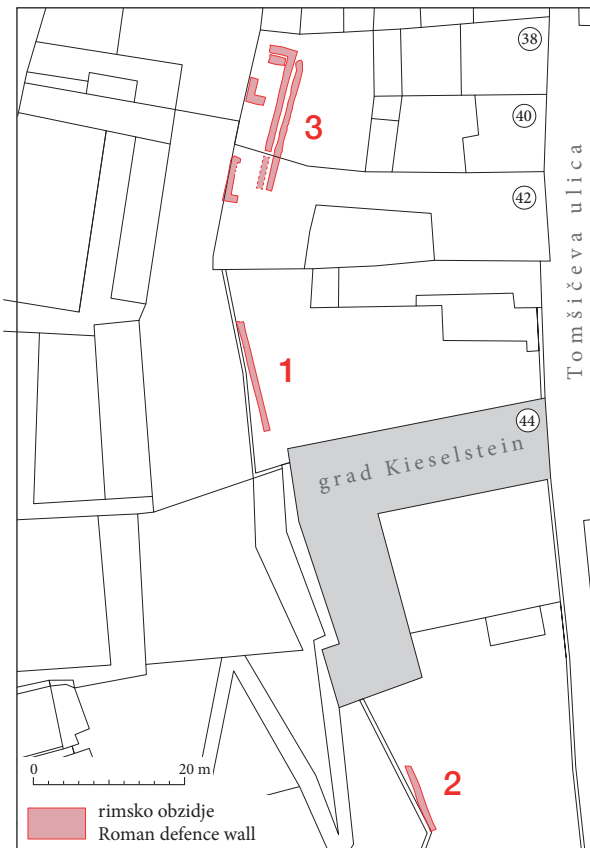 38
3
40
42
Tomšičeva ulica
1
44
grad Kieselstein
2
0 20 m
rimsko obzidje
Roman defence wall